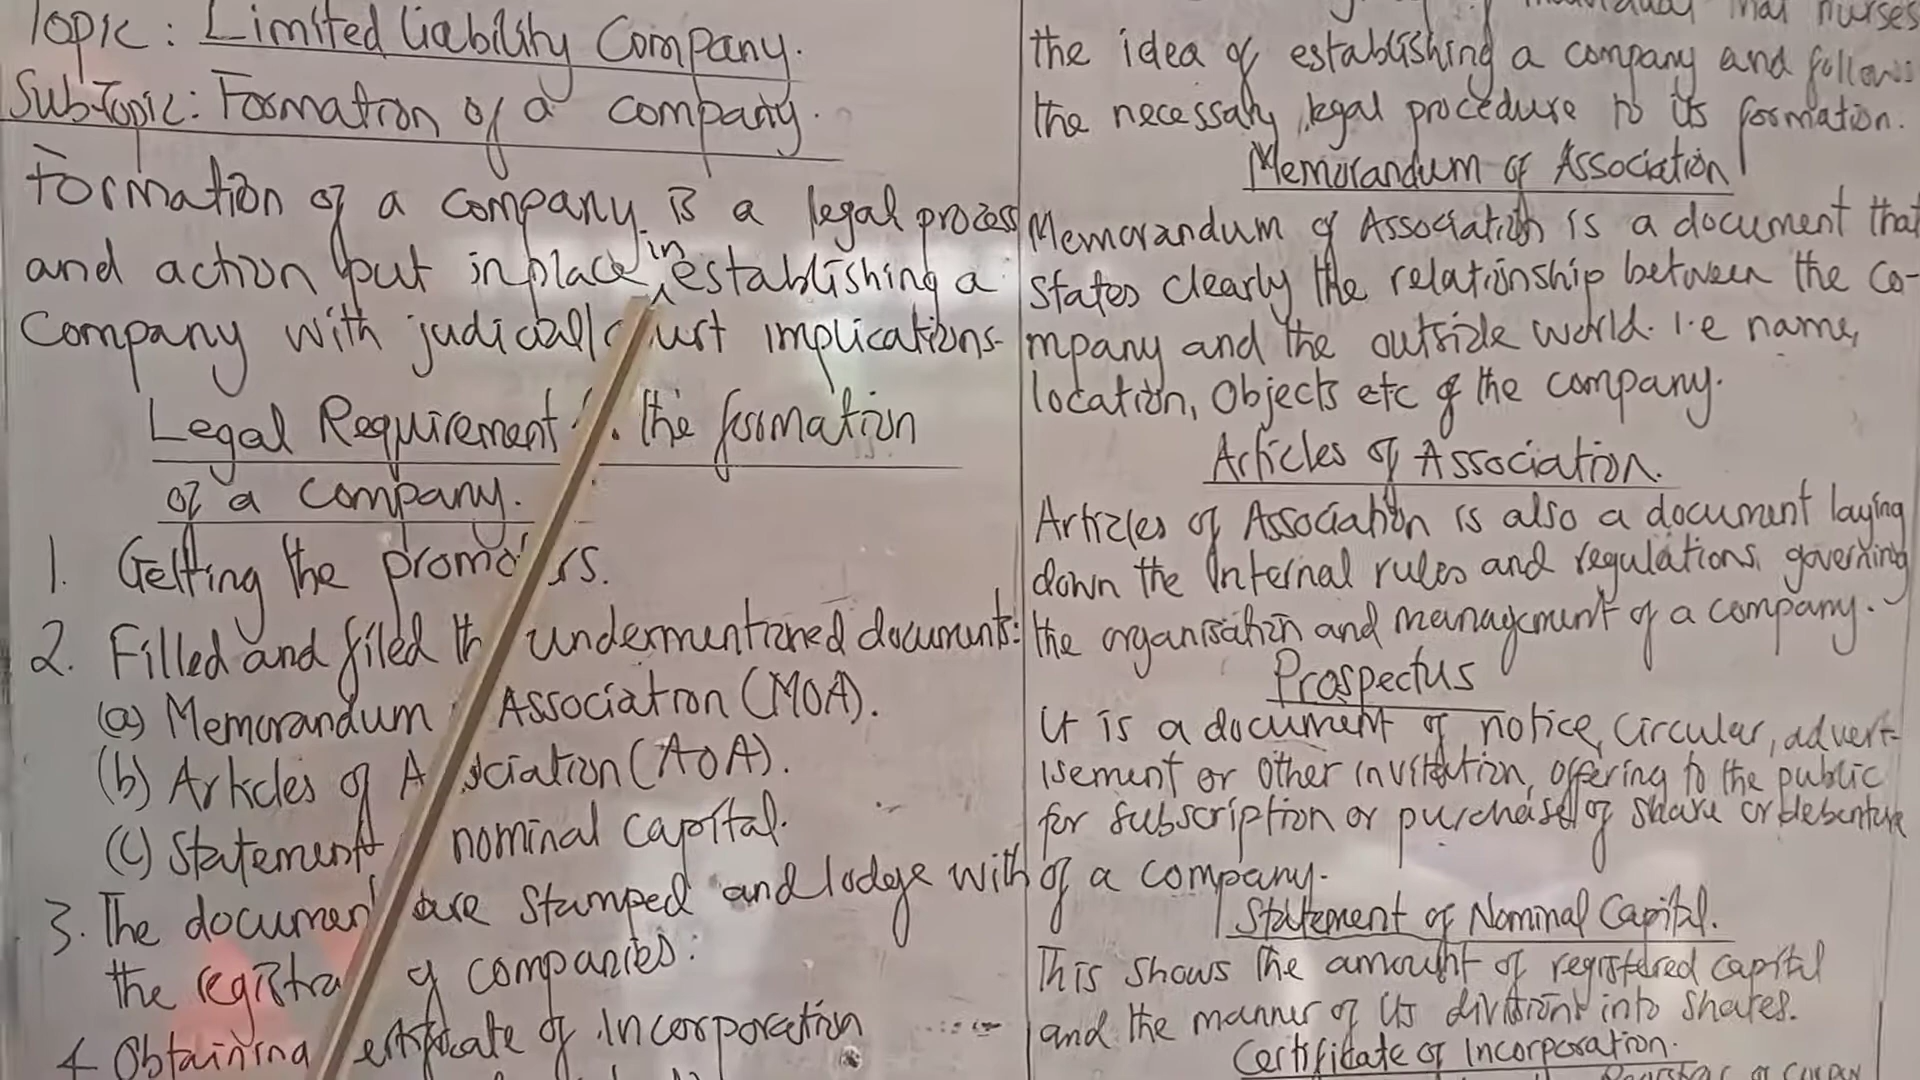 Topic: Limited Liability Company.
Sub-Topic: Formation of a company.
Formation of a company is a legal process
and action put in place in establishing a
Company with judicial implications.
Legal Requirement the formation
of a company.
1. Getting the
2. Filled and filed undermentioned documents:
(a) Memorandum Association (MOA).
(b) Articles of (AOA).
(c) Statement nominal capital.
3. The are stamped and lodge with
the of companies.
4 Obtaining of Incorporation
individual that nurses
the idea of establishing a company and follows
the necessary legal procedure to its formation.
Memorandum of Association
Memorandum of Association is a document that
states clearly the relationship between the co-
mpany and the outside world. i.e name,
location, Objects etc of the company.
Articles of Association.
Articles of Association is also a document laying
down the internal rules and regulations, governing
the organisation and management of a company.
Prospectus
It is a document of notice, circular, advert-
isement or other invitation, offering to the public
for subscription or purchase of share or debenture
of a company.
Statement of Nominal Capital.
This shows the amount of registered capital
and the manner of its divisions into shares.
Certificate of Incorporation.